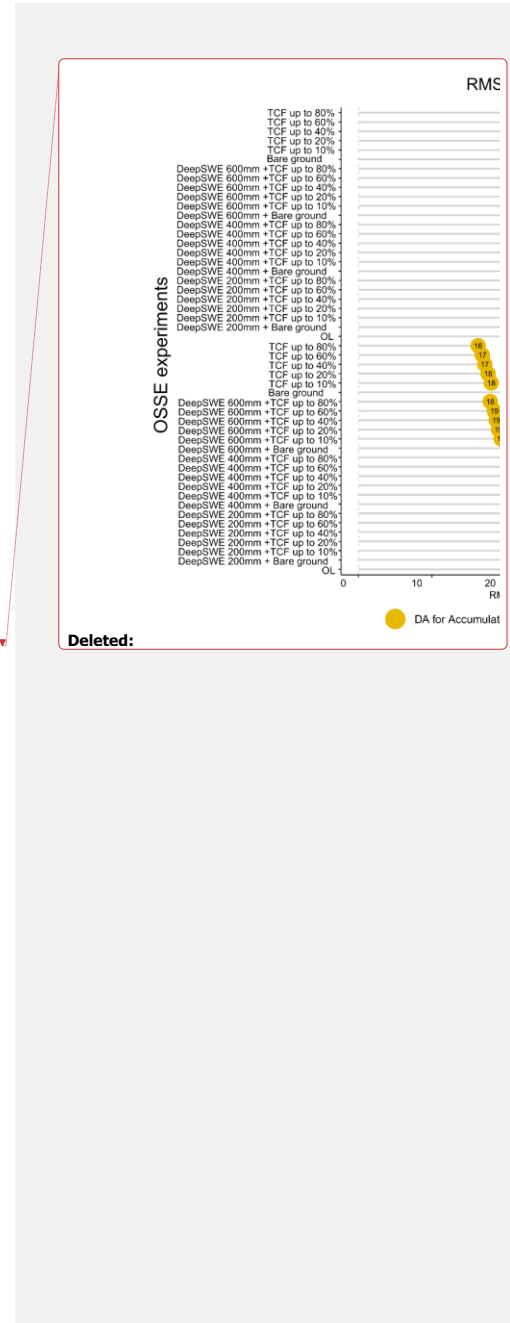 RMS
TCF up to 80%
TCF up to 60%
TCF up to 40%
TCF up to 20%
TCF up to 10%
Bare ground
DeepSWE 600mm +TCF up to 80%
DeepSWE 600mm +TCF up to 60%
DeepSWE 600mm +TCF up to 40%
DeepSWE 600mm +TCF up to 20%
DeepSWE 600mm +TCF up to 10%
DeepSWE 600mm + Bare ground
DeepSWE 400mm +TCF up to 80%
DeepSWE 400mm +TCF up to 60%
DeepSWE 400mm +TCF up to 40%
DeepSWE 400mm +TCF up to 20%
DeepSWE 400mm +TCF up to 10%
DeepSWE 400mm + Bare ground
DeepSWE 200mm +TCF up to 80%
DeepSWE 200mm +TCF up to 60%
DeepSWE 200mm +TCF up to 40%
DeepSWE 200mm +TCF up to 20%
DeepSWE 200mm +TCF up to 10%
DeepSWE 200mm + Bare ground
OL
OSSE experiments
TCF up to 80% 16
TCF up to 60% 17
TCF up to 40% 17
TCF up to 20% 18
TCF up to 10% 18
Bare ground
DeepSWE 600mm +TCF up to 80% 18
DeepSWE 600mm +TCF up to 60% 19
DeepSWE 600mm +TCF up to 40% 19
DeepSWE 600mm +TCF up to 20%
DeepSWE 600mm +TCF up to 10%
DeepSWE 600mm + Bare ground
DeepSWE 400mm +TCF up to 80%
DeepSWE 400mm +TCF up to 60%
DeepSWE 400mm +TCF up to 40%
DeepSWE 400mm +TCF up to 20%
DeepSWE 400mm +TCF up to 10%
DeepSWE 400mm + Bare ground
DeepSWE 200mm +TCF up to 80%
DeepSWE 200mm +TCF up to 60%
DeepSWE 200mm +TCF up to 40%
DeepSWE 200mm +TCF up to 20%
DeepSWE 200mm +TCF up to 10%
DeepSWE 200mm + Bare ground
OL
0 10 20
DA for Accumulat
Deleted: